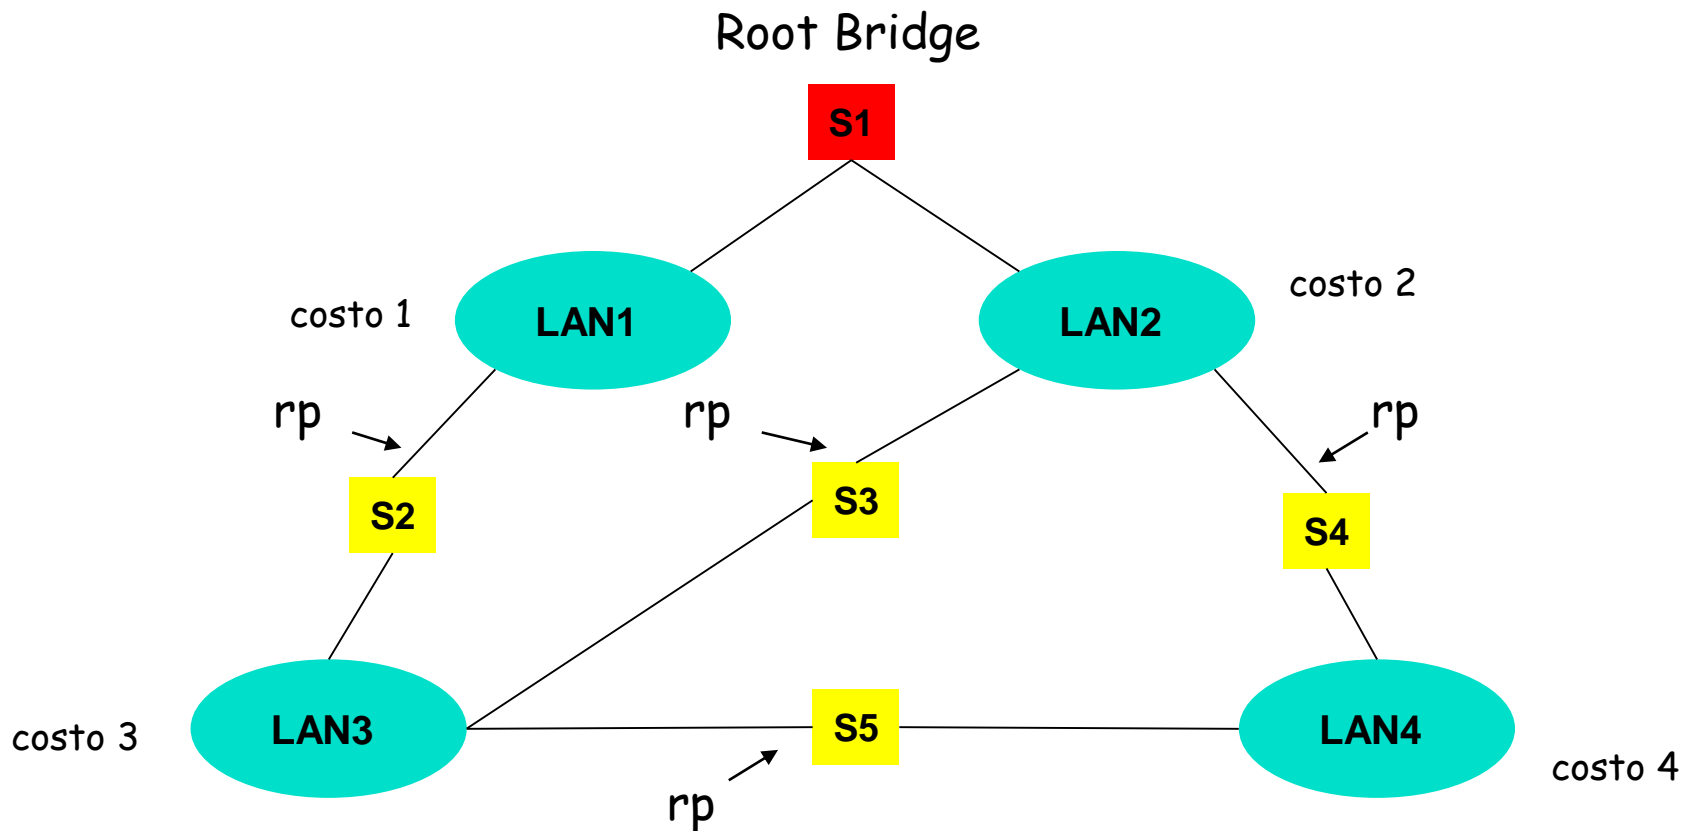 Root Bridge
S1
costo 1
LAN1
LAN2
costo 2
rp
rp
rp
S2
S3
S4
costo 3
LAN3
S5
LAN4
costo 4
rp